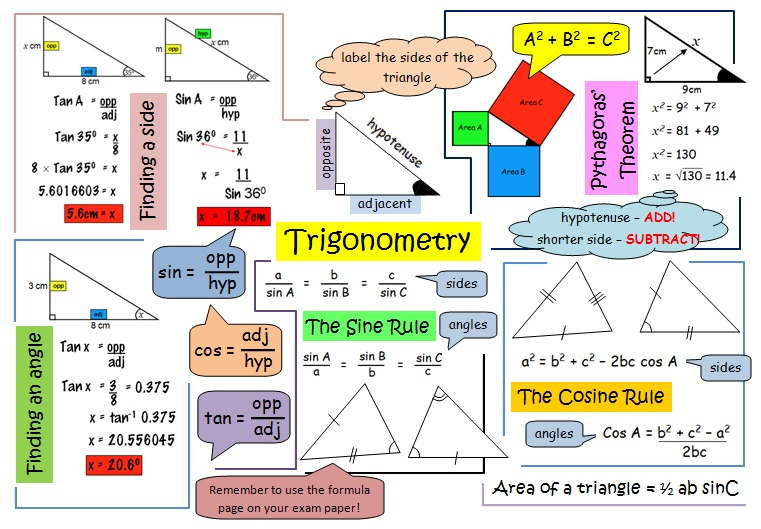 x cm
opp
adj
8 cm
35⁰
Tan A = opp
adj
Tan 35⁰ = x
8
8 × Tan 35⁰ = x
5.6016603 = x
5.6cm = x
m
opp
hyp
x cm
36⁰
Sin A = opp
hyp
Sin 36⁰ = 11
x
x = 11
Sin 36⁰
x = 18.7cm
Finding a side
label the sides of the
triangle
opposite
hypotenuse
adjacent
A² + B² = C²
Area C
Area A
Area B
Pythagoras'
Theorem
7cm
x
9cm
x² = 9² + 7²
x² = 81 + 49
x² = 130
x = √130 = 11.4
hypotenuse – ADD!
shorter side – SUBTRACT!
Trigonometry
sin = opp
hyp
cos = adj
hyp
tan = opp
adj
3 cm
opp
adj
x
8 cm
Tan x = opp
adj
Tan x = 3 = 0.375
8
x = tan⁻¹ 0.375
x = 20.556045
x = 20.6⁰
Finding an angle
a = b = c
sin A sin B sin C
sides
The Sine Rule
angles
sin A = sin B = sin C
a b c
Remember to use the formula
page on your exam paper!
a² = b² + c² – 2bc cos A
sides
The Cosine Rule
angles
Cos A = b² + c² – a²
2bc
Area of a triangle = ½ ab sinC